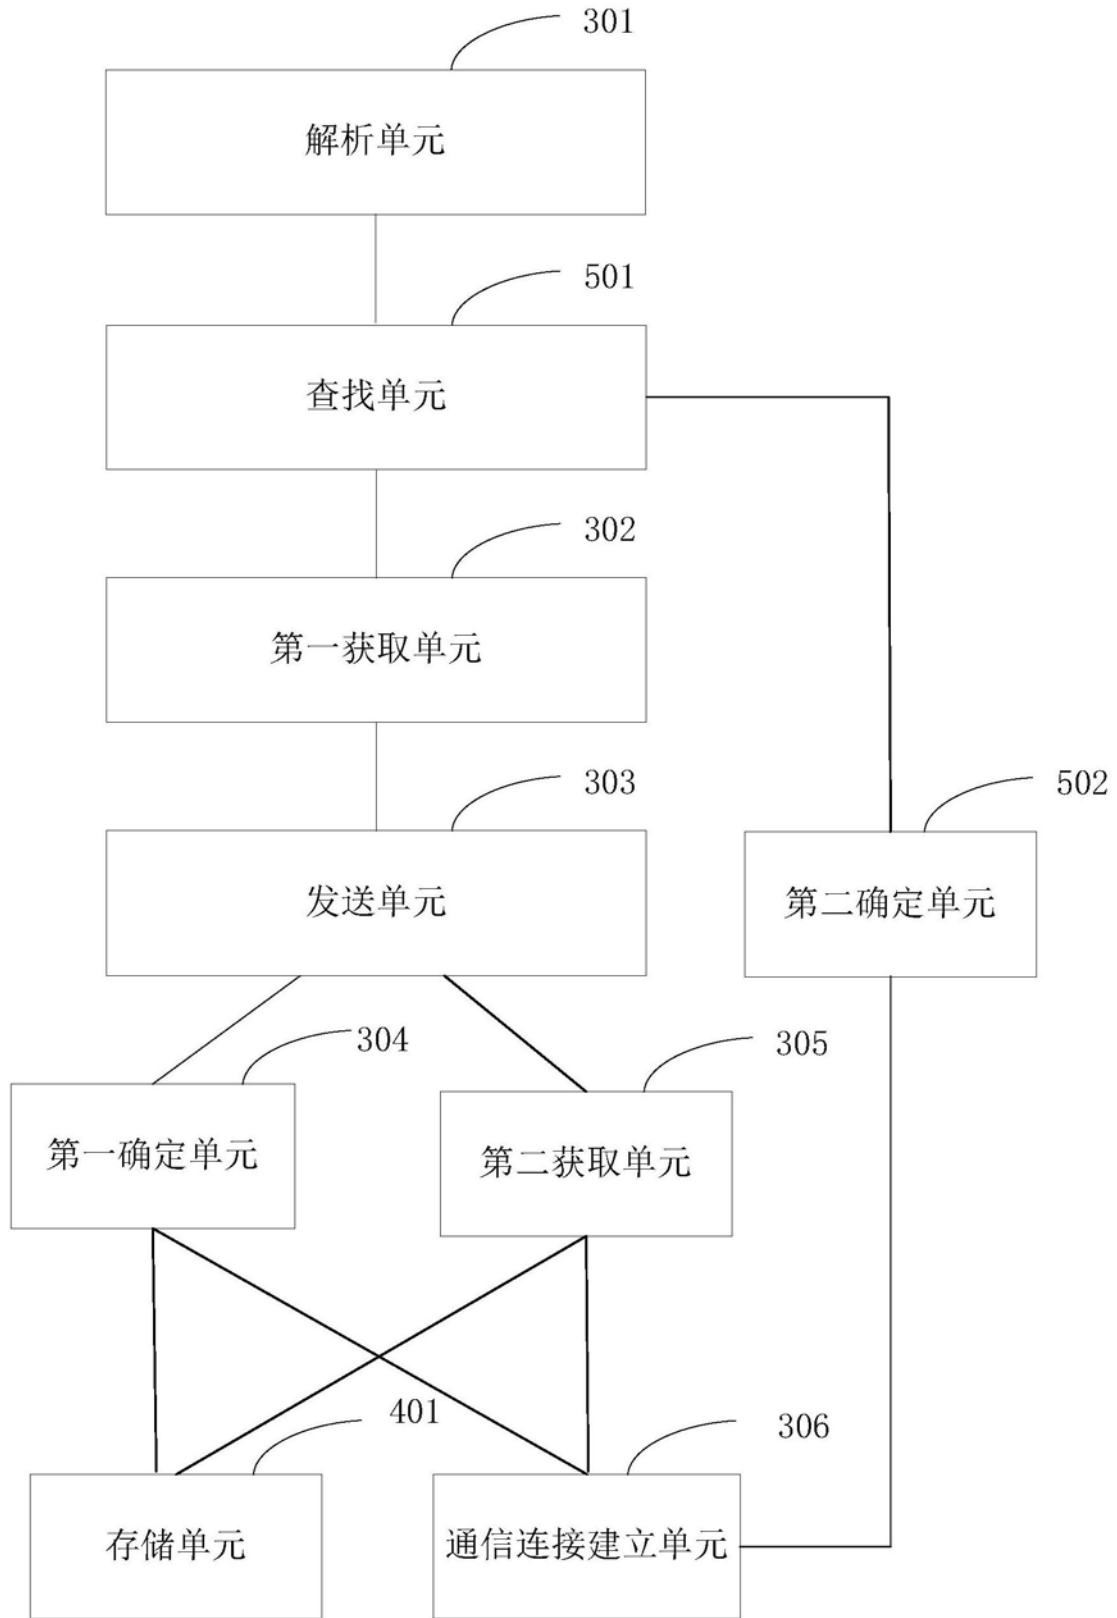 301
解析单元
501
查找单元
302
第一获取单元
303
发送单元
502
第二确定单元
304
第一确定单元
305
第二获取单元
401
存储单元
306
通信连接建立单元